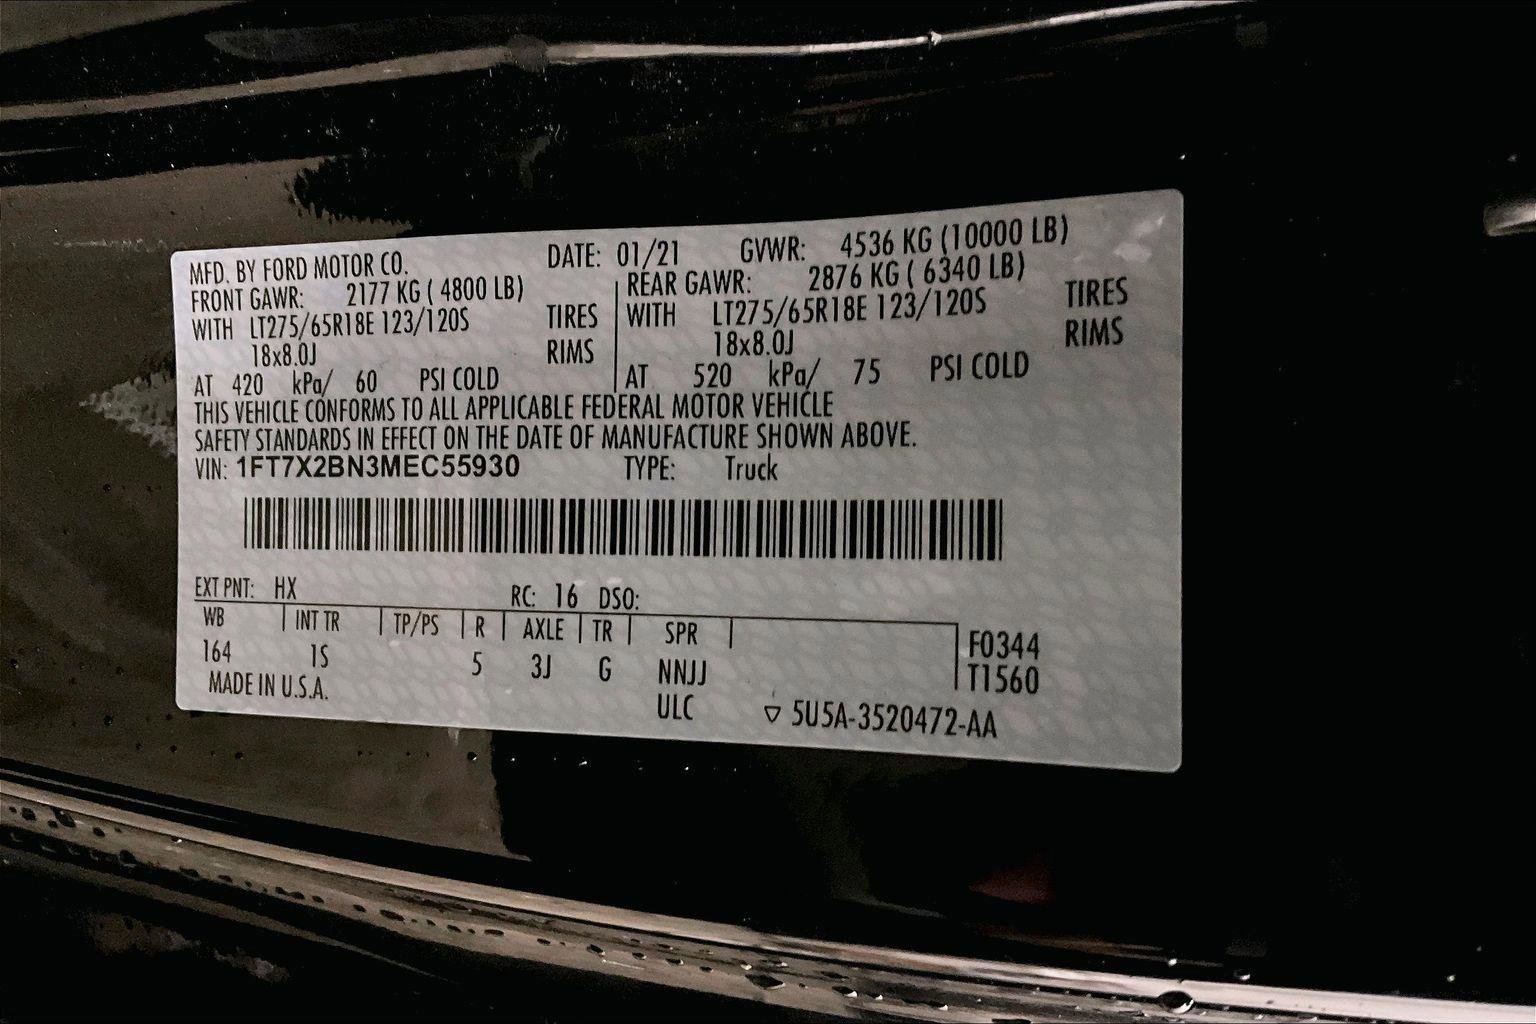 MFD. BY FORD MOTOR CO. DATE: 01/21 GVWR: 4536 KG (10000 LB)
FRONT GAWR: 2177 KG ( 4800 LB) REAR GAWR: 2876 KG ( 6340 LB)
WITH LT275/65R18E 123/120S TIRES WITH LT275/65R18E 123/120S TIRES
18x8.0J RIMS 18x8.0J RIMS
AT 420 kPa/ 60 PSI COLD AT 520 kPa/ 75 PSI COLD
THIS VEHICLE CONFORMS TO ALL APPLICABLE FEDERAL MOTOR VEHICLE
SAFETY STANDARDS IN EFFECT ON THE DATE OF MANUFACTURE SHOWN ABOVE.
VIN: 1FT7X2BN3MEC55930 TYPE: Truck
EXT PNT: HX RC: 16 DSO:
WB INT TR TP/PS R AXLE TR SPR F0344
164 1S 5 3J G NNJJ T1560
MADE IN U.S.A. ULC 5U5A-3520472-AA